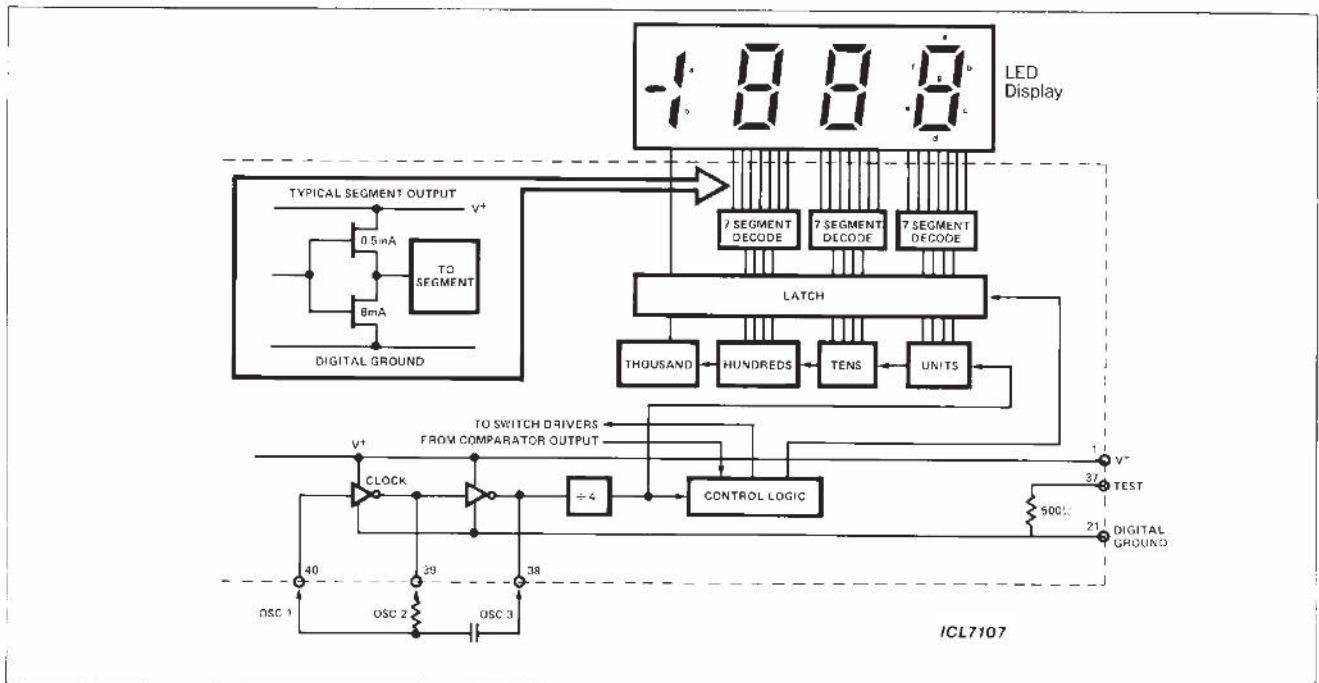 a
b
a
f
b
g
e
c
d
LED
Display
TYPICAL SEGMENT OUTPUT
V+
0.5mA
TO
SEGMENT
8mA
DIGITAL GROUND
7 SEGMENT
DECODE
7 SEGMENT
DECODE
7 SEGMENT
DECODE
LATCH
THOUSAND
HUNDREDS
TENS
UNITS
TO SWITCH DRIVERS
FROM COMPARATOR OUTPUT
V+
CLOCK
÷4
CONTROL LOGIC
1
V+
37
TEST
500Ω
21
DIGITAL
GROUND
40
39
38
OSC 1
OSC 2
OSC 3
ICL7107